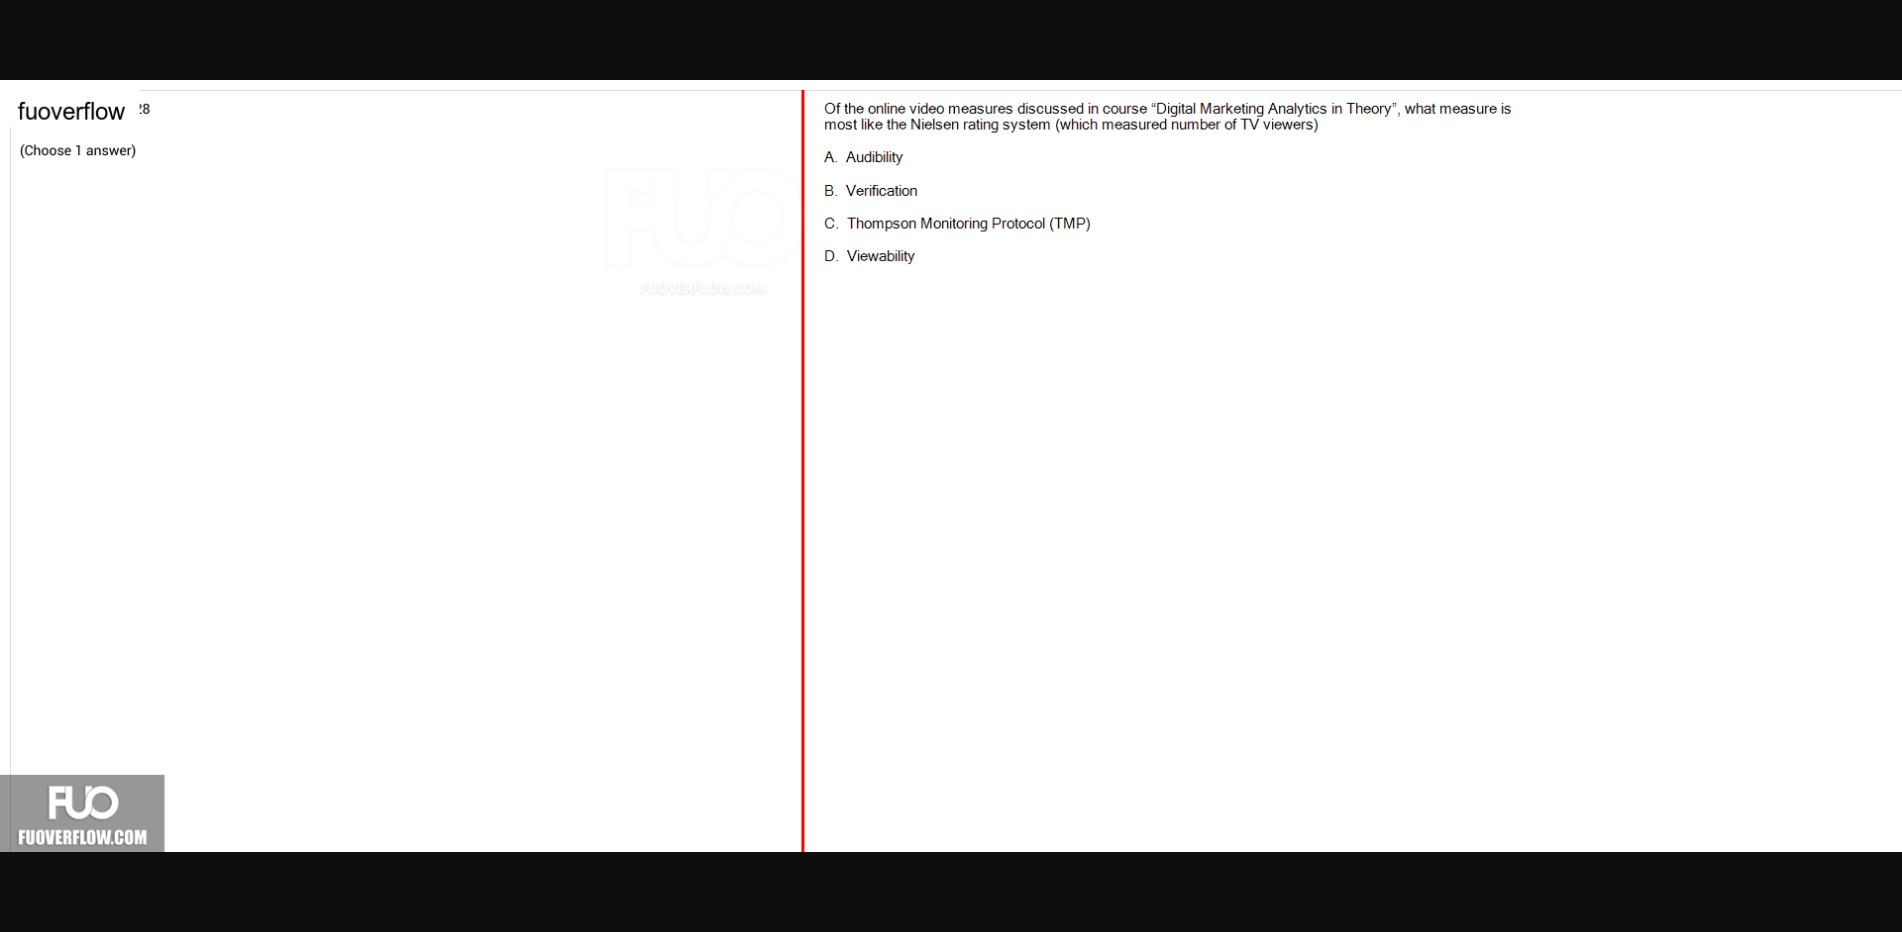 fuoverflow
28
(Choose 1 answer)
FUO
FUOVERFLOW.COM
Of the online video measures discussed in course “Digital Marketing Analytics in Theory”, what measure is
most like the Nielsen rating system (which measured number of TV viewers)
A. Audibility
B. Verification
C. Thompson Monitoring Protocol (TMP)
D. Viewability
FUO
FUOVERFLOW.COM